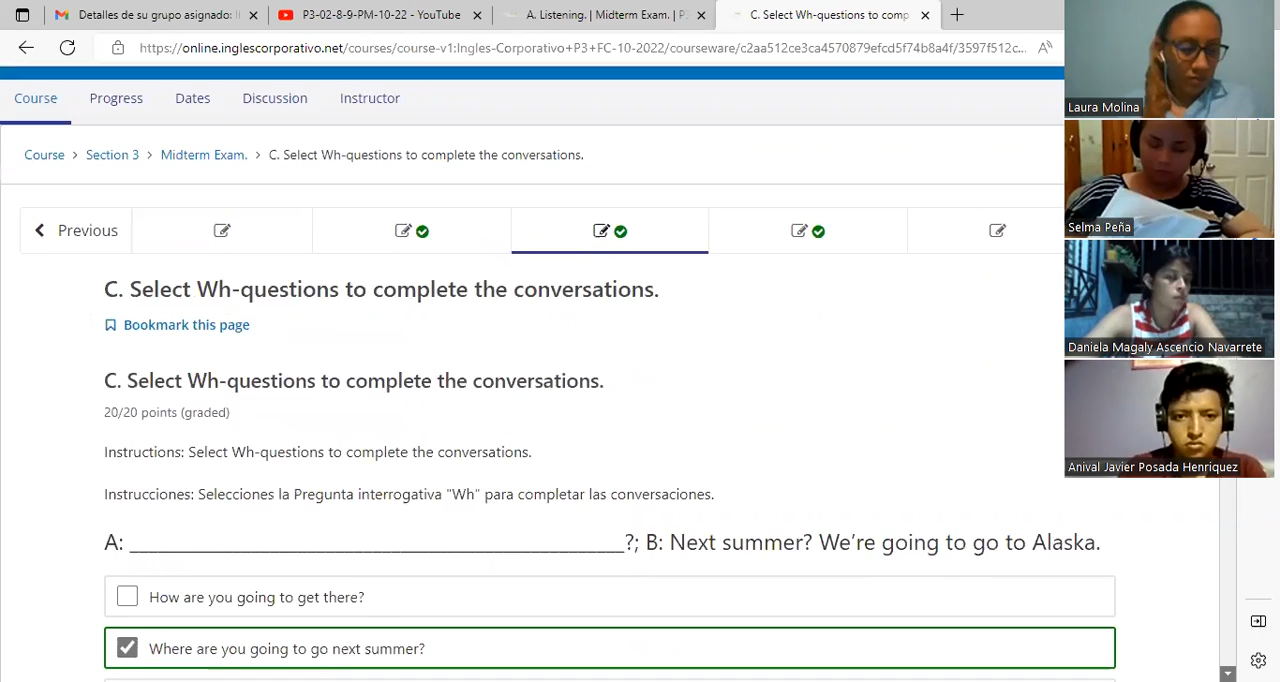 Detalles de su grupo asignado: li
P3-02-8-9-PM-10-22 - YouTube
A. Listening. | Midterm Exam. | P3
C. Select Wh-questions to comp
https://online.inglescorporativo.net/courses/course-v1:Ingles-Corporativo+P3+FC-10-2022/courseware/c2aa512ce3ca4570879efcd5f74b8a4f/3597f512c...
Course
Progress
Dates
Discussion
Instructor
Course > Section 3 > Midterm Exam. > C. Select Wh-questions to complete the conversations.
Previous
C. Select Wh-questions to complete the conversations.
Bookmark this page
C. Select Wh-questions to complete the conversations.
20/20 points (graded)
Instructions: Select Wh-questions to complete the conversations.
Instrucciones: Selecciones la Pregunta interrogativa "Wh" para completar las conversaciones.
A: ______________________________________________?; B: Next summer? We’re going to go to Alaska.
How are you going to get there?
Where are you going to go next summer?
Laura Molina
Selma Peña
Daniela Magaly Ascencio Navarrete
Anival Javier Posada Henriquez